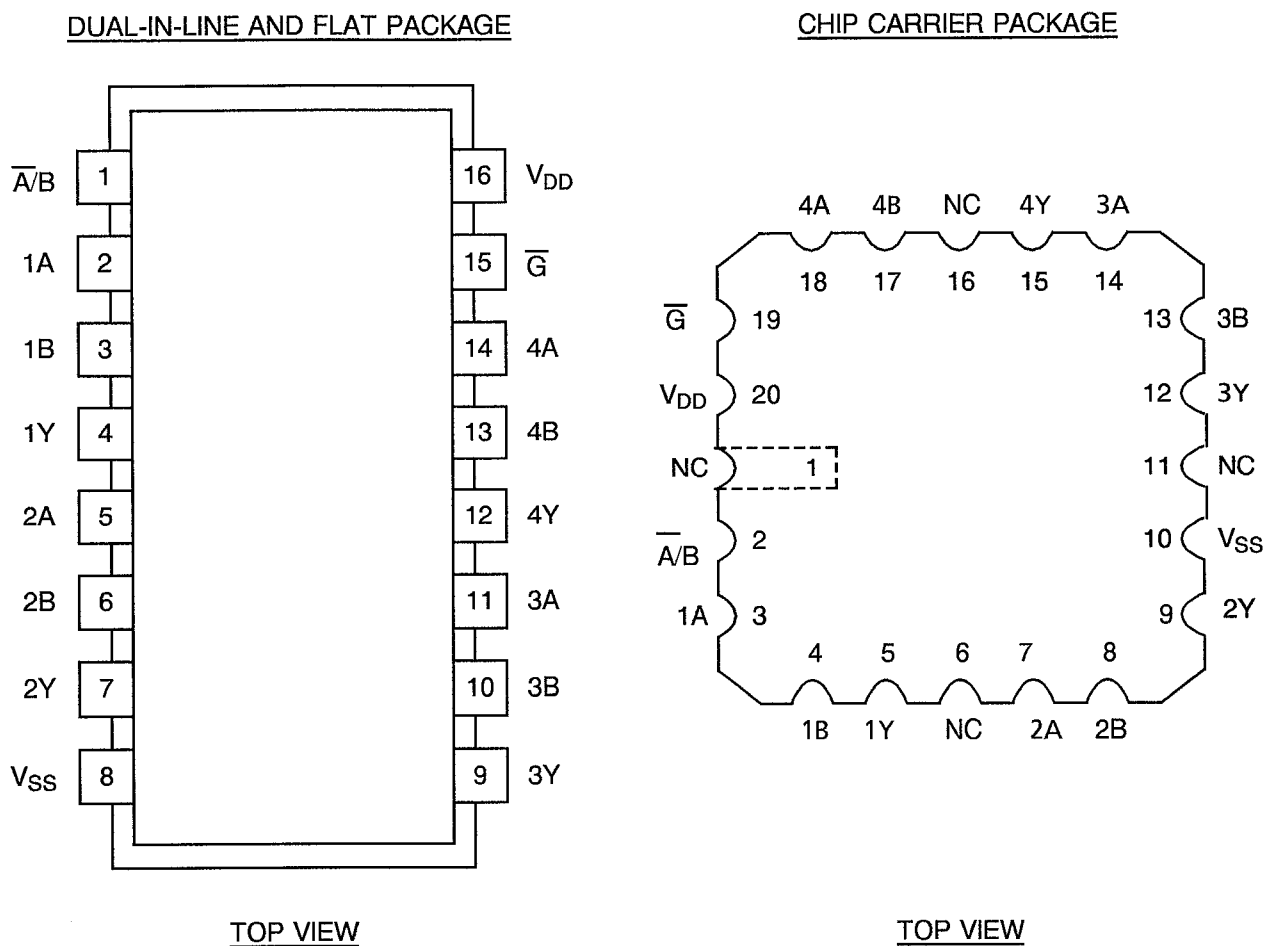 DUAL-IN-LINE AND FLAT PACKAGE
A̅/B 1 16 VDD
1A 2 15 G̅
1B 3 14 4A
1Y 4 13 4B
2A 5 12 4Y
2B 6 11 3A
2Y 7 10 3B
VSS 8 9 3Y
TOP VIEW
CHIP CARRIER PACKAGE
4A 4B NC 4Y 3A
18 17 16 15 14
G̅ 19 13 3B
VDD 20 12 3Y
NC 1 11 NC
A̅/B 2 10 VSS
1A 3 9 2Y
4 5 6 7 8
1B 1Y NC 2A 2B
TOP VIEW